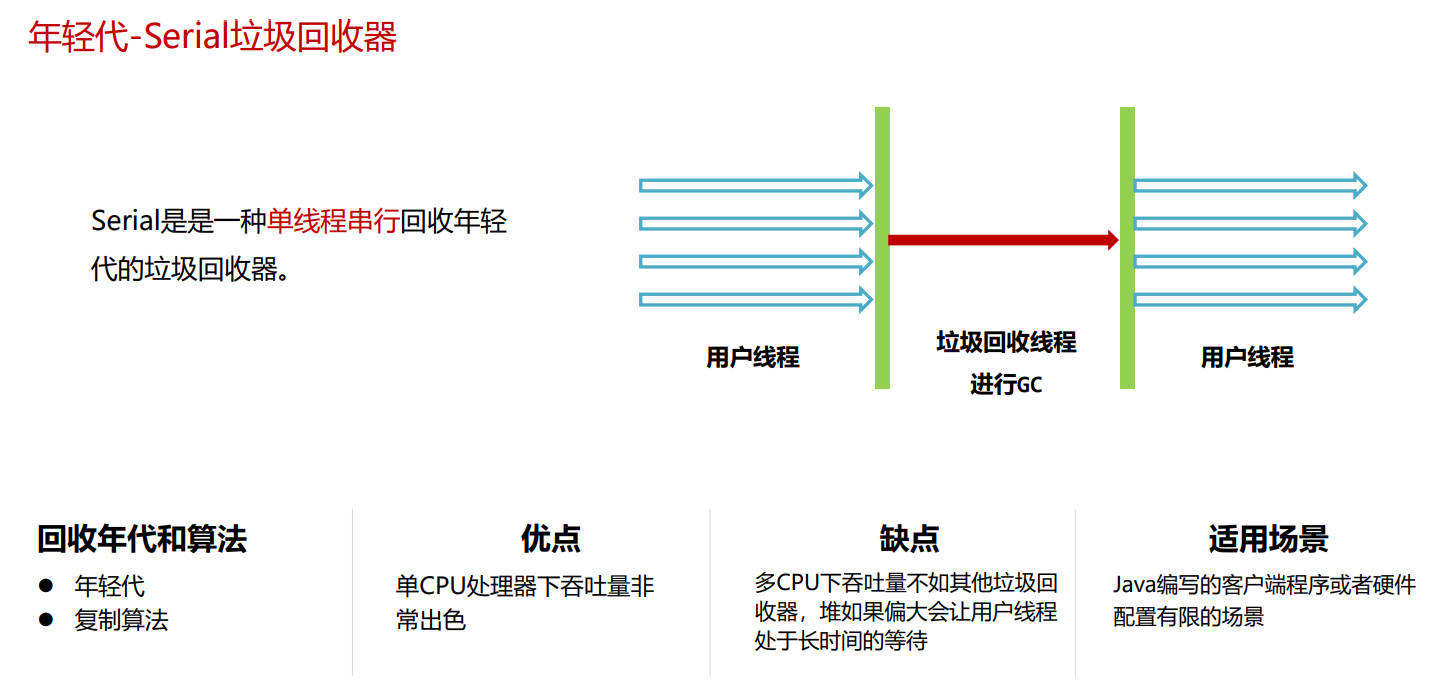 年轻代-Serial垃圾回收器
Serial是是一种单线程串行回收年轻
代的垃圾回收器。
用户线程
垃圾回收线程
进行GC
用户线程
回收年代和算法
● 年轻代
● 复制算法
优点
单CPU处理器下吞吐量非
常出色
缺点
多CPU下吞吐量不如其他垃圾回
收器，堆如果偏大会让用户线程
处于长时间的等待
适用场景
Java编写的客户端程序或者硬件
配置有限的场景